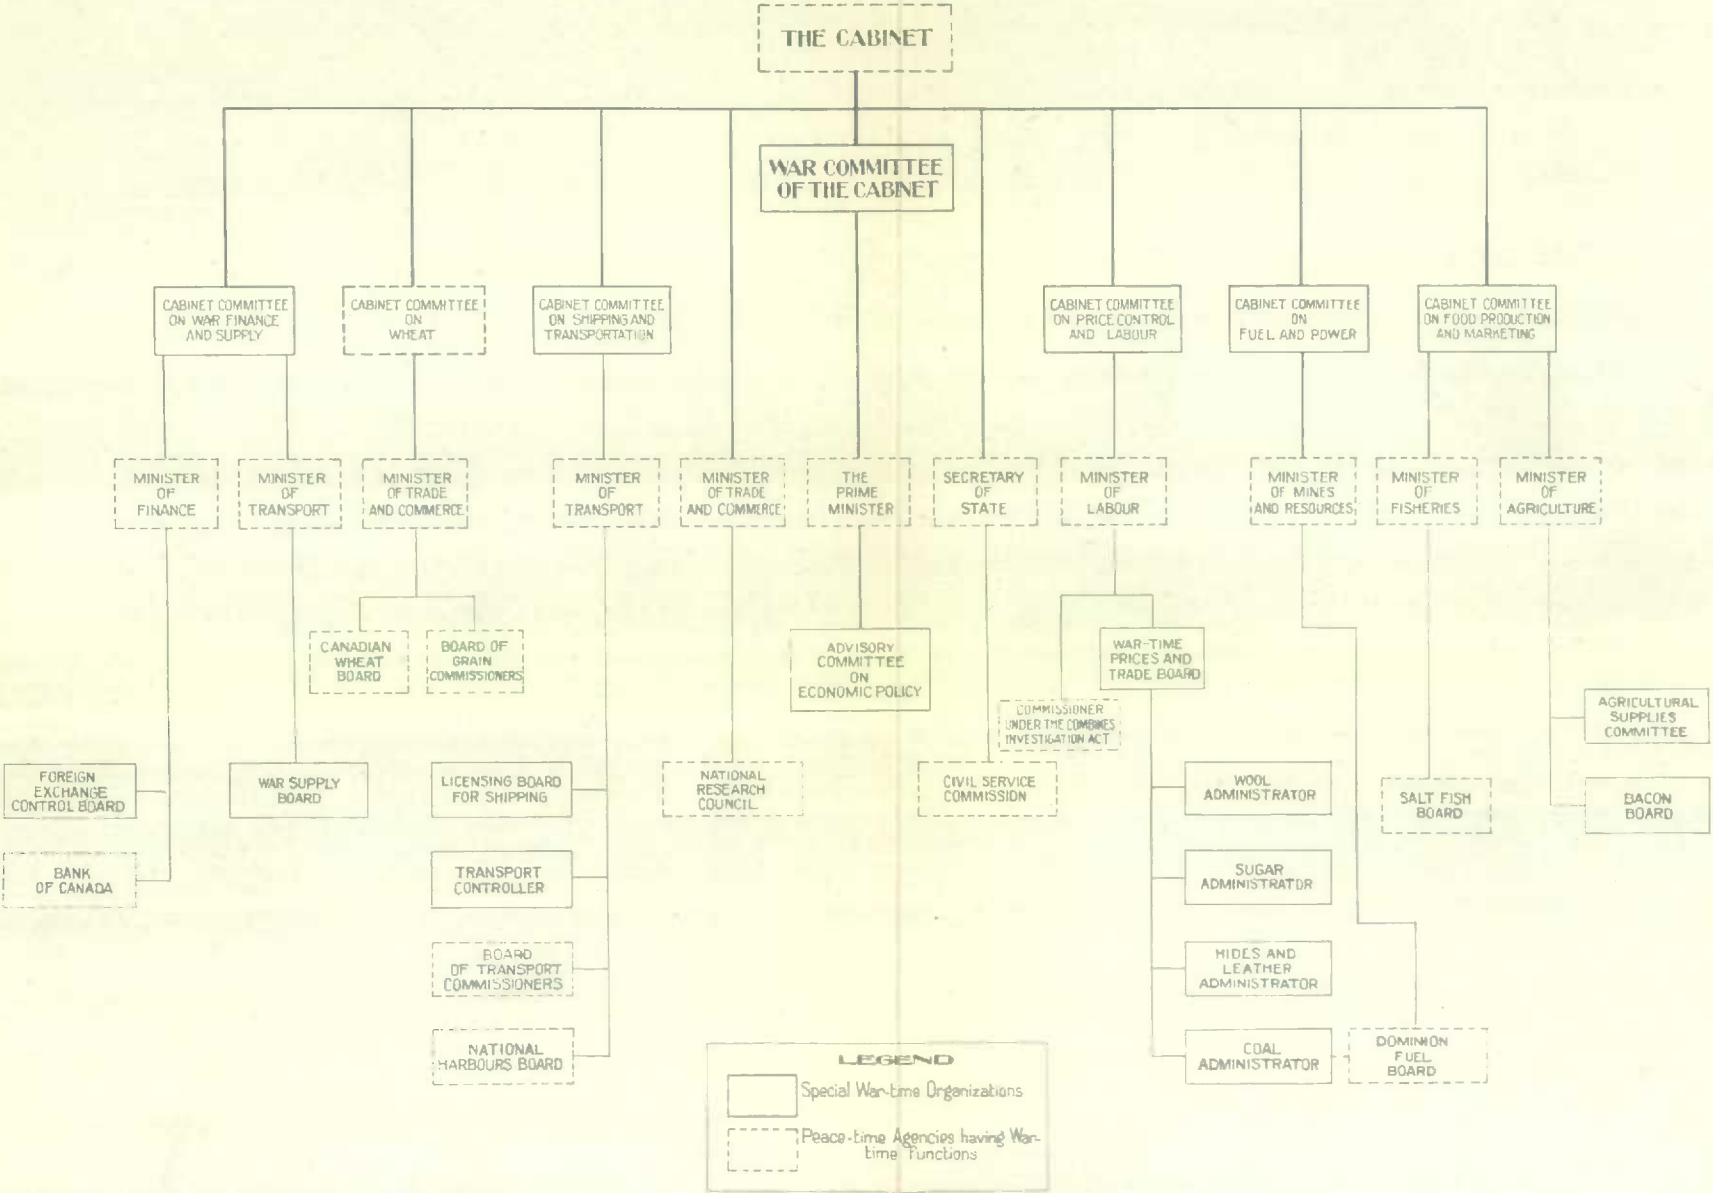 THE CABINET
WAR COMMITTEE
OF THE CABINET
CABINET COMMITTEE
ON WAR FINANCE
AND SUPPLY
CABINET COMMITTEE
ON
WHEAT
CABINET COMMITTEE
ON SHIPPING AND
TRANSPORTATION
CABINET COMMITTEE
ON PRICE CONTROL
AND LABOUR
CABINET COMMITTEE
ON
FUEL AND POWER
CABINET COMMITTEE
ON FOOD PRODUCTION
AND MARKETING
MINISTER
OF
FINANCE
MINISTER
OF
TRANSPORT
MINISTER
OF TRADE
AND COMMERCE
MINISTER
OF
TRANSPORT
MINISTER
OF TRADE
AND COMMERCE
THE
PRIME
MINISTER
SECRETARY
OF
STATE
MINISTER
OF
LABOUR
MINISTER
OF MINES
AND RESOURCES
MINISTER
OF
FISHERIES
MINISTER
OF
AGRICULTURE
CANADIAN
WHEAT
BOARD
BOARD OF
GRAIN
COMMISSIONERS
ADVISORY
COMMITTEE
ON
ECONOMIC POLICY
WAR-TIME
PRICES AND
TRADE BOARD
COMMISSIONER
UNDER THE COMBINES
INVESTIGATION ACT
AGRICULTURAL
SUPPLIES
COMMITTEE
FOREIGN
EXCHANGE
CONTROL BOARD
WAR SUPPLY
BOARD
LICENSING BOARD
FOR SHIPPING
NATIONAL
RESEARCH
COUNCIL
CIVIL SERVICE
COMMISSION
WOOL
ADMINISTRATOR
SALT FISH
BOARD
BACON
BOARD
BANK
OF CANADA
TRANSPORT
CONTROLLER
SUGAR
ADMINISTRATOR
BOARD
OF TRANSPORT
COMMISSIONERS
HIDES AND
LEATHER
ADMINISTRATOR
NATIONAL
HARBOURS BOARD
COAL
ADMINISTRATOR
DOMINION
FUEL
BOARD
LEGEND
Special War-time Organizations
Peace-time Agencies having War-
time Functions